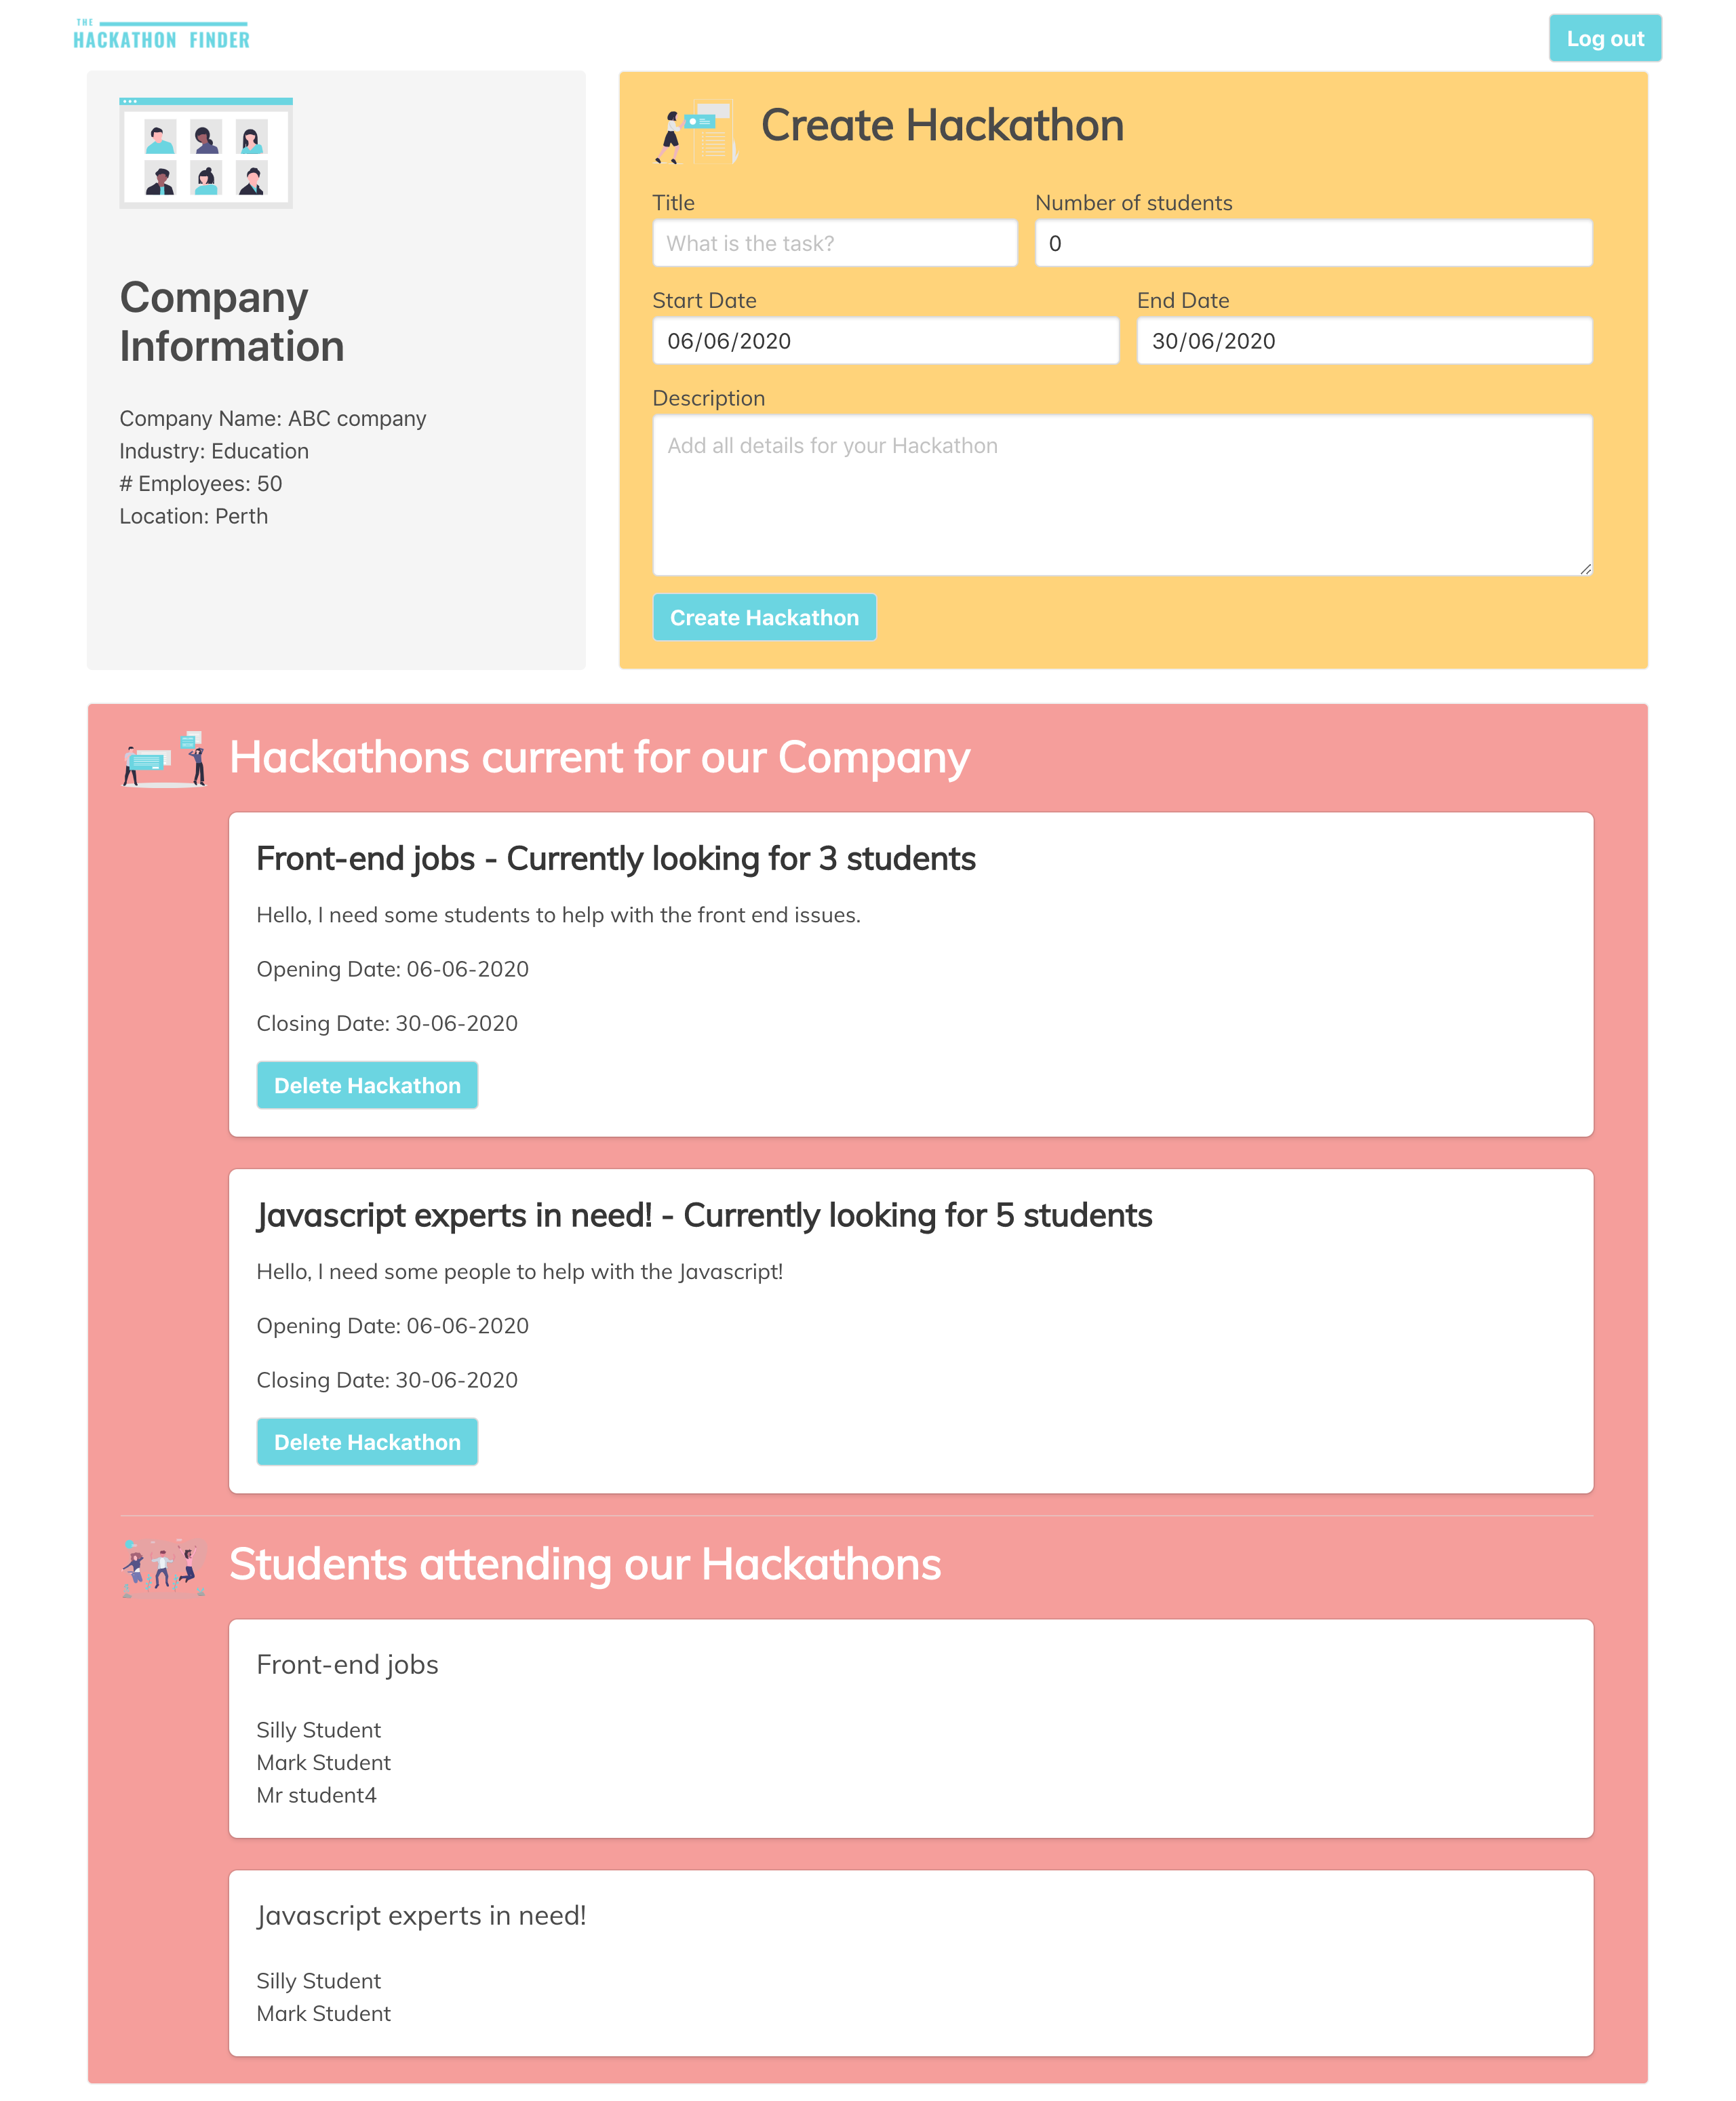 THE
HACKATHON FINDER
Log out
Company
Information
Company Name: ABC company
Industry: Education
# Employees: 50
Location: Perth
Create Hackathon
Title
Number of students
What is the task?
0
Start Date
End Date
06/06/2020
30/06/2020
Description
Add all details for your Hackathon
Create Hackathon
Hackathons current for our Company
Front-end jobs - Currently looking for 3 students
Hello, I need some students to help with the front end issues.
Opening Date: 06-06-2020
Closing Date: 30-06-2020
Delete Hackathon
Javascript experts in need! - Currently looking for 5 students
Hello, I need some people to help with the Javascript!
Opening Date: 06-06-2020
Closing Date: 30-06-2020
Delete Hackathon
Students attending our Hackathons
Front-end jobs
Silly Student
Mark Student
Mr student4
Javascript experts in need!
Silly Student
Mark Student